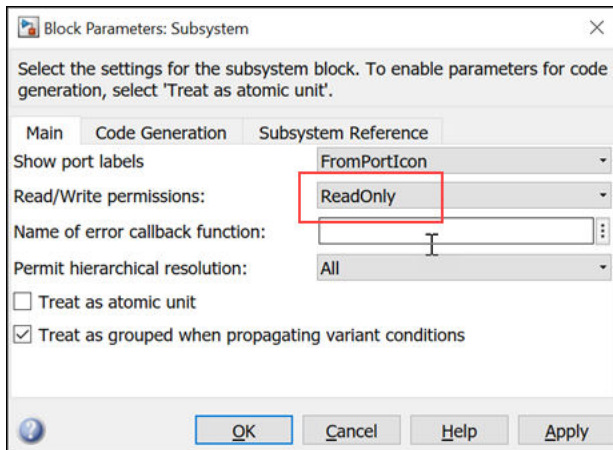 Block Parameters: Subsystem
Select the settings for the subsystem block. To enable parameters for code
generation, select 'Treat as atomic unit'.
Main Code Generation Subsystem Reference
Show port labels FromPortIcon
Read/Write permissions: ReadOnly
Name of error callback function:
Permit hierarchical resolution: All
Treat as atomic unit
Treat as grouped when propagating variant conditions
OK Cancel Help Apply